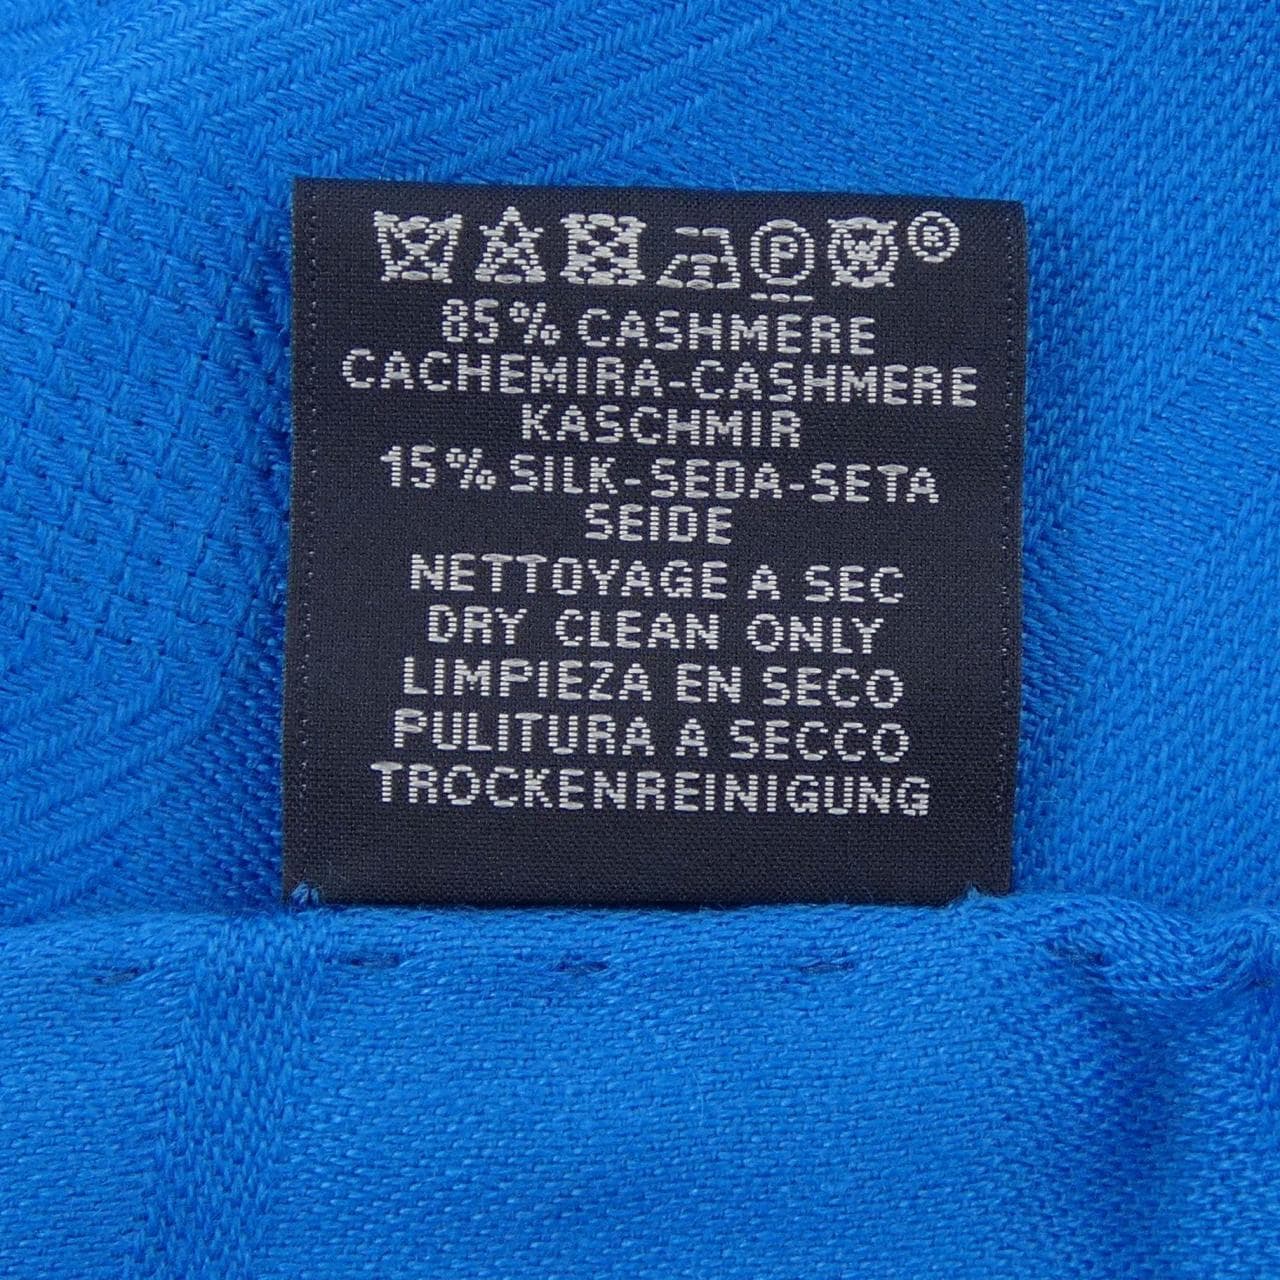 P ®
85% CASHMERE
CACHEMIRA-CASHMERE
KASCHMIR
15% SILK-SEDA-SETA
SEIDE
NETTOYAGE A SEC
DRY CLEAN ONLY
LIMPIEZA EN SECO
PULITURA A SECCO
TROCKENREINIGUNG